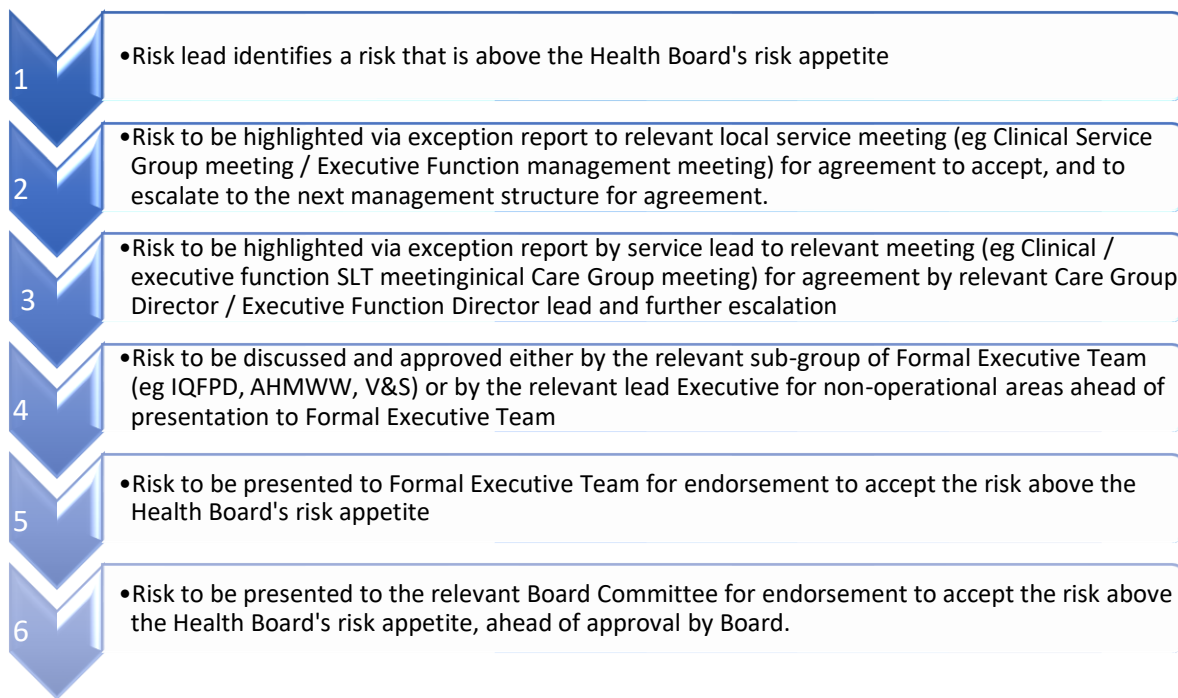 1
•Risk lead identifies a risk that is above the Health Board's risk appetite
2
•Risk to be highlighted via exception report to relevant local service meeting (eg Clinical Service
Group meeting / Executive Function management meeting) for agreement to accept, and to
escalate to the next management structure for agreement.
3
•Risk to be highlighted via exception report by service lead to relevant meeting (eg Clinical /
executive function SLT meetinginical Care Group meeting) for agreement by relevant Care Group
Director / Executive Function Director lead and further escalation
4
•Risk to be discussed and approved either by the relevant sub-group of Formal Executive Team
(eg IQFPD, AHMWW, V&S) or by the relevant lead Executive for non-operational areas ahead of
presentation to Formal Executive Team
5
•Risk to be presented to Formal Executive Team for endorsement to accept the risk above the
Health Board's risk appetite
6
•Risk to be presented to the relevant Board Committee for endorsement to accept the risk above
the Health Board's risk appetite, ahead of approval by Board.